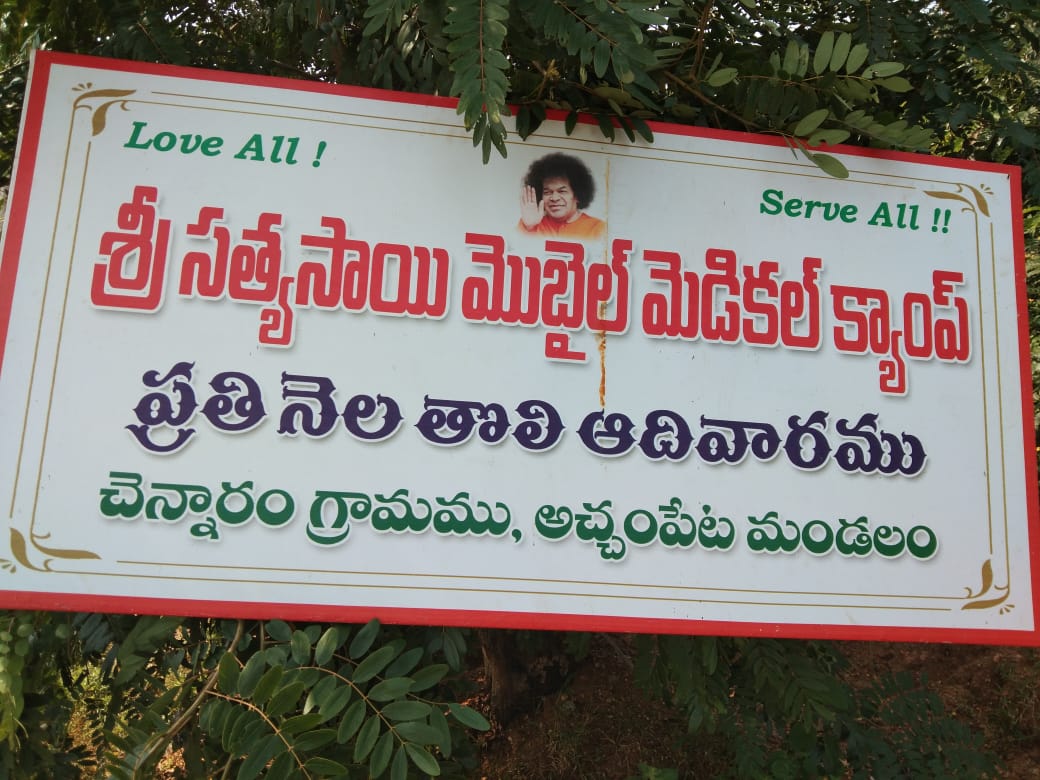 Love All !
Serve All !!
శ్రీ సత్యసాయి మొబైల్ మెడికల్ క్యాంప్
ప్రతి నెల తొలి ఆదివారము
చెన్నారం గ్రామము, అచ్చంపేట మండలం